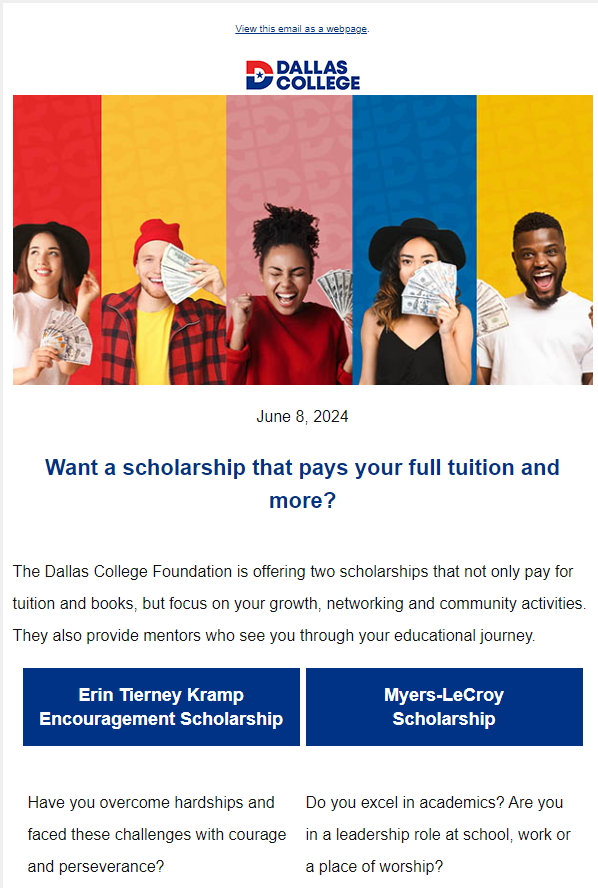 View this email as a webpage.
DALLAS
COLLEGE
June 8, 2024
Want a scholarship that pays your full tuition and
more?
The Dallas College Foundation is offering two scholarships that not only pay for
tuition and books, but focus on your growth, networking and community activities.
They also provide mentors who see you through your educational journey.
Erin Tierney Kramp
Encouragement Scholarship
Myers-LeCroy
Scholarship
Have you overcome hardships and
faced these challenges with courage
and perseverance?
Do you excel in academics? Are you
in a leadership role at school, work or
a place of worship?